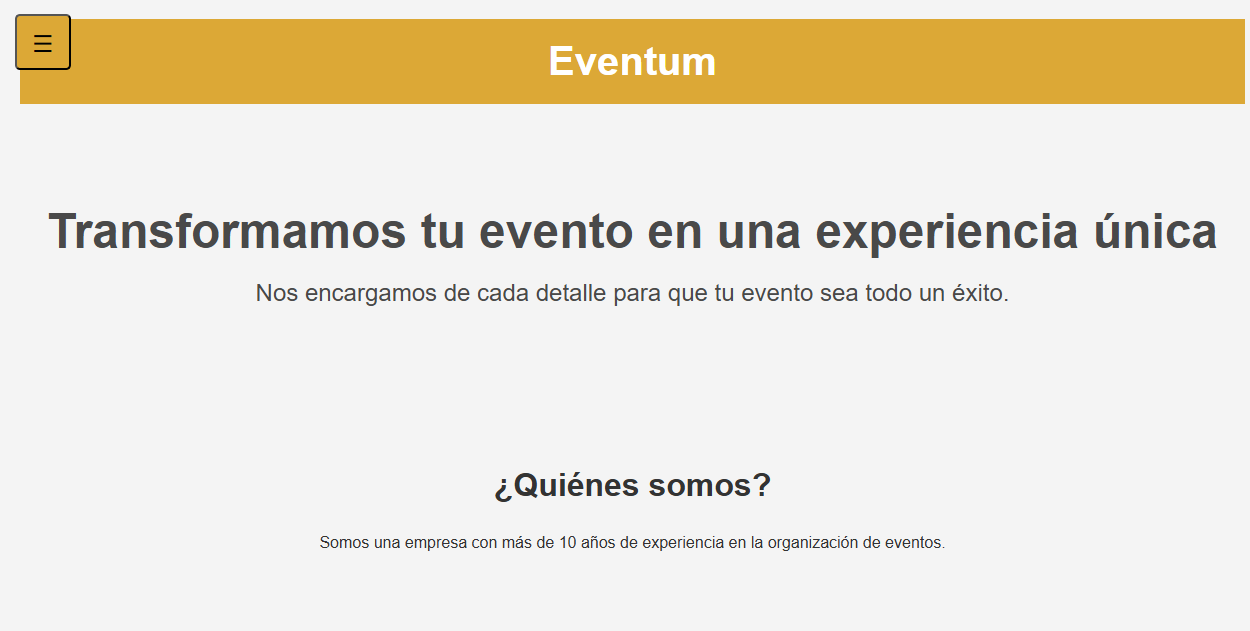 ☰
Eventum
Transformamos tu evento en una experiencia única
Nos encargamos de cada detalle para que tu evento sea todo un éxito.
¿Quiénes somos?
Somos una empresa con más de 10 años de experiencia en la organización de eventos.